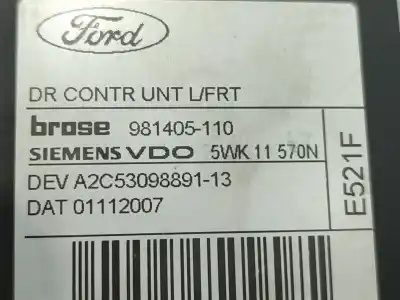 Ford
DR CONTR UNT L/FRT
brose 981405-110
SIEMENS VDO 5WK 11 570N
DEV A2C53098891-13
DAT 01112007
E521F